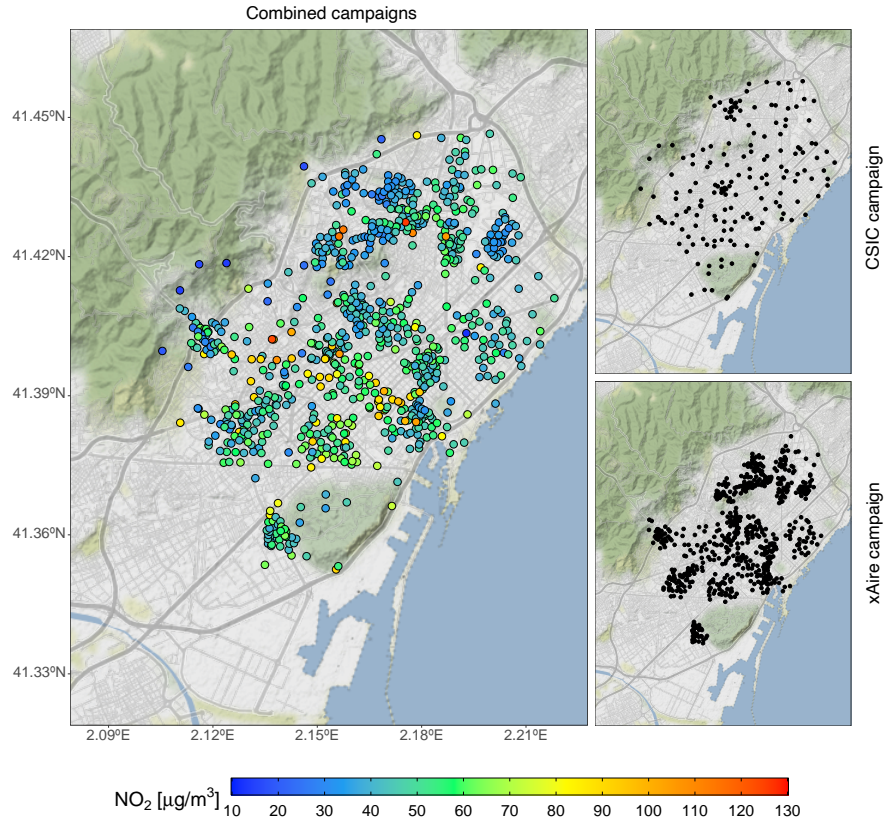 Combined campaigns
41.45ºN
41.42ºN
41.39ºN
41.36ºN
41.33ºN
2.09ºE 2.12ºE 2.15ºE 2.18ºE 2.21ºE
CSIC campaign
xAire campaign
NO₂ [μg/m³]
10 20 30 40 50 60 70 80 90 100 110 120 130